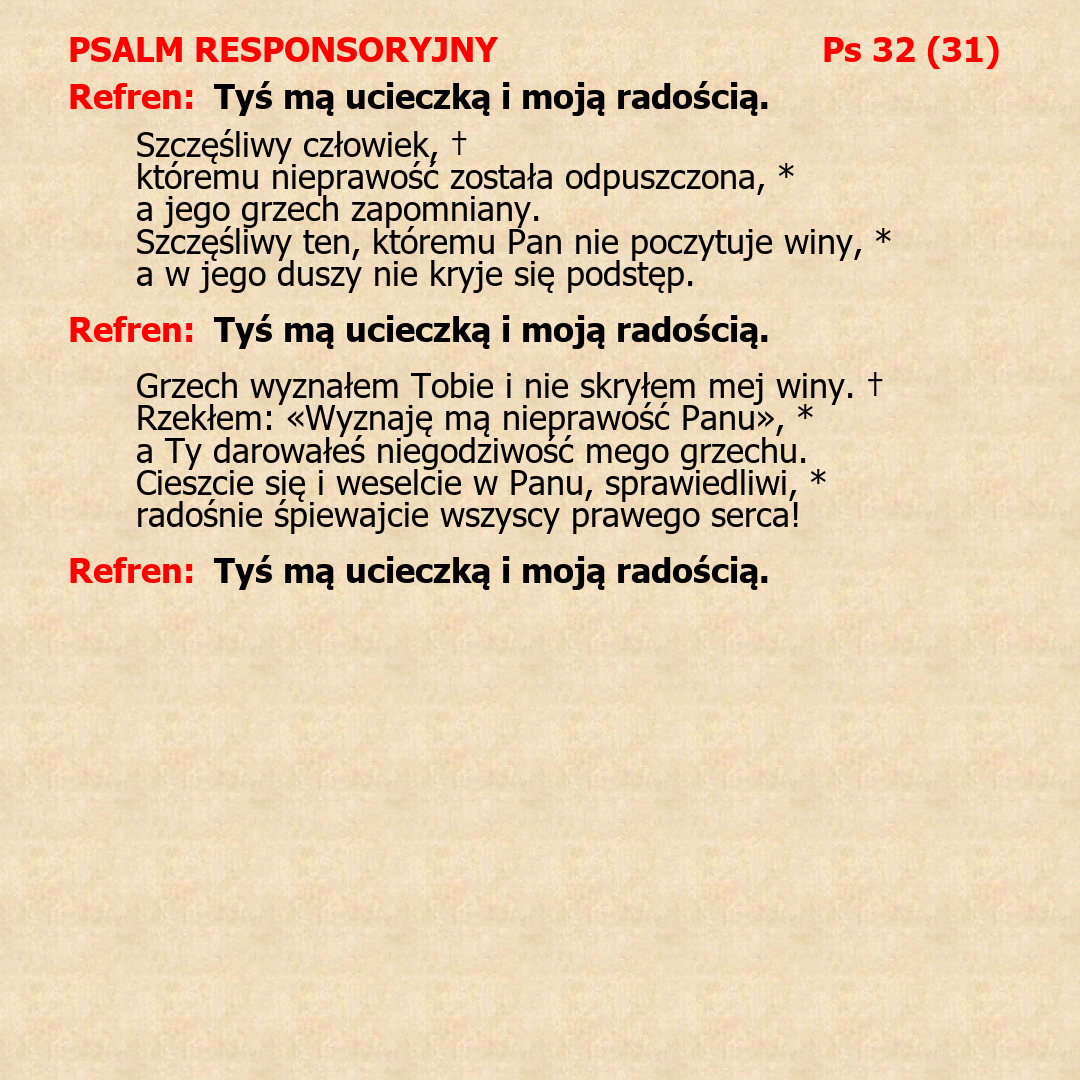 PSALM RESPONSORYJNY Ps 32 (31)
Refren: Tyś mą ucieczką i moją radością.
Szczęśliwy człowiek, †
któremu nieprawość została odpuszczona, *
a jego grzech zapomniany.
Szczęśliwy ten, któremu Pan nie poczytuje winy, *
a w jego duszy nie kryje się podstęp.
Refren: Tyś mą ucieczką i moją radością.
Grzech wyznałem Tobie i nie skryłem mej winy. †
Rzekłem: «Wyznaję mą nieprawość Panu», *
a Ty darowałeś niegodziwość mego grzechu.
Cieszcie się i weselcie w Panu, sprawiedliwi, *
radośnie śpiewajcie wszyscy prawego serca!
Refren: Tyś mą ucieczką i moją radością.